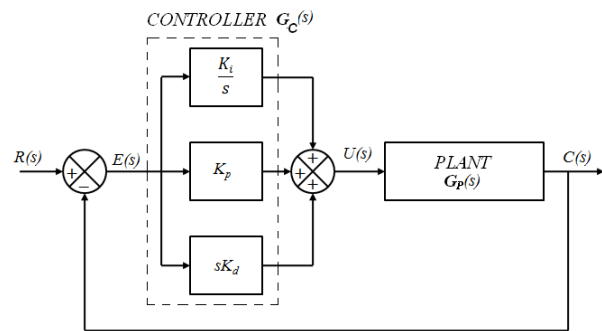 CONTROLLER G_C(s)
K_i
s
R(s)
E(s)
+
−
K_p
+
+
+
U(s)
PLANT
G_P(s)
C(s)
sK_d